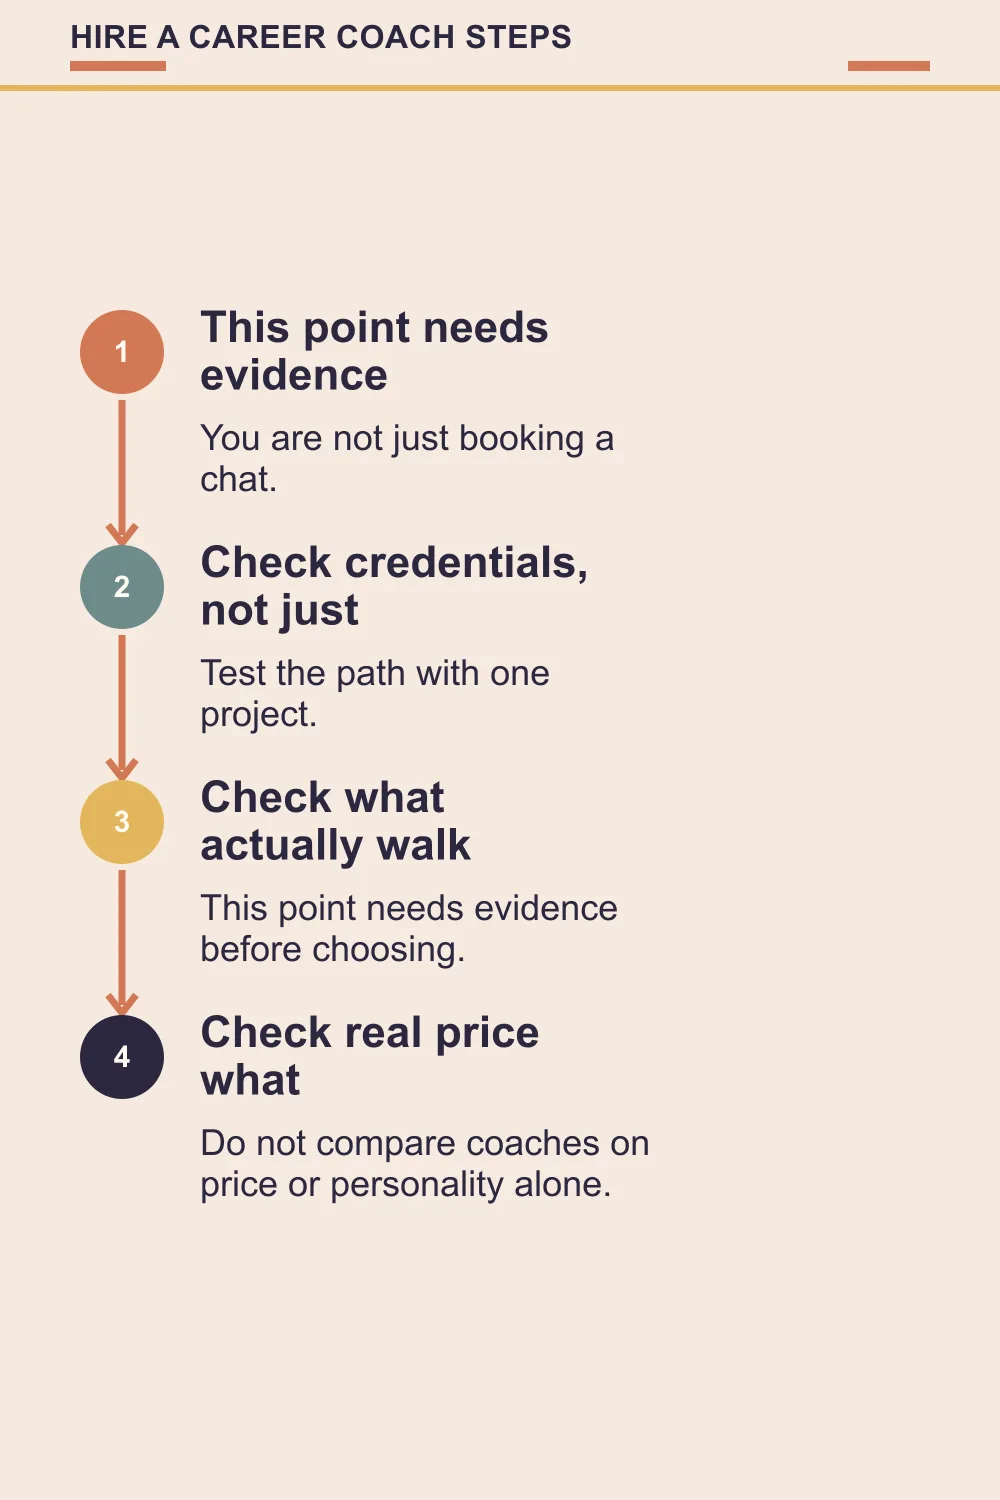 HIRE A CAREER COACH STEPS
1
This point needs
evidence
You are not just booking a
chat.
2
Check credentials,
not just
Test the path with one
project.
3
Check what
actually walk
This point needs evidence
before choosing.
4
Check real price
what
Do not compare coaches on
price or personality alone.